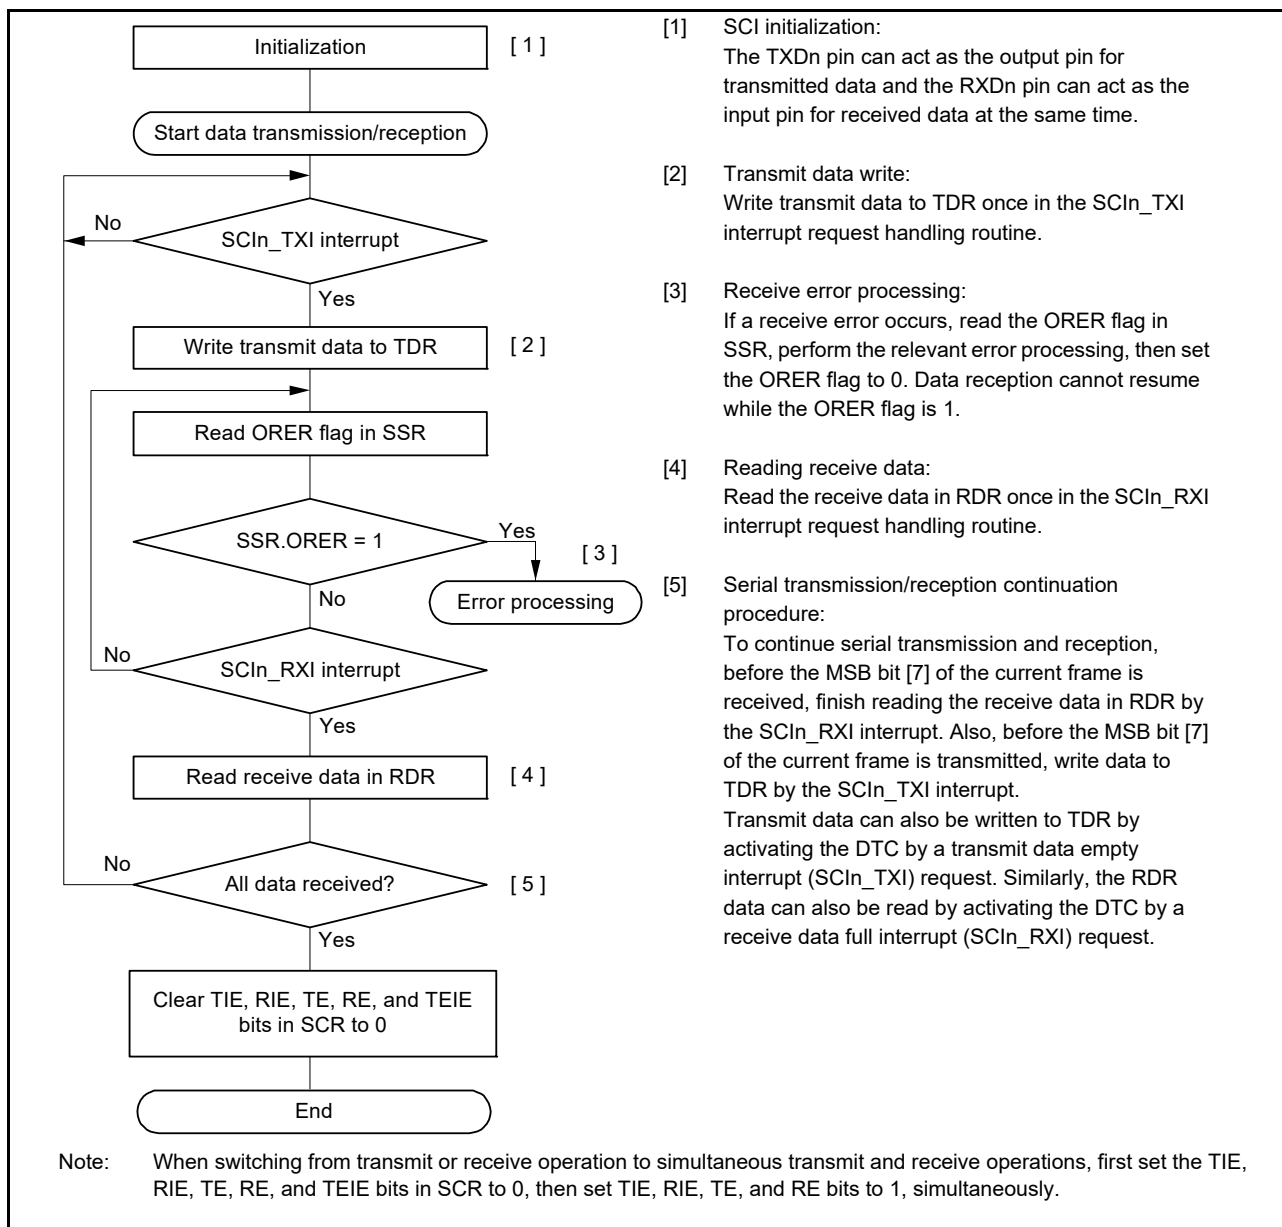 Initialization
[ 1 ]
Start data transmission/reception
No
SCIn_TXI interrupt
Yes
Write transmit data to TDR
[ 2 ]
Read ORER flag in SSR
SSR.ORER = 1
Yes
[ 3 ]
Error processing
No
No
SCIn_RXI interrupt
Yes
Read receive data in RDR
[ 4 ]
No
All data received?
[ 5 ]
Yes
Clear TIE, RIE, TE, RE, and TEIE
bits in SCR to 0
End
[1] SCI initialization:
The TXDn pin can act as the output pin for
transmitted data and the RXDn pin can act as the
input pin for received data at the same time.
[2] Transmit data write:
Write transmit data to TDR once in the SCIn_TXI
interrupt request handling routine.
[3] Receive error processing:
If a receive error occurs, read the ORER flag in
SSR, perform the relevant error processing, then set
the ORER flag to 0. Data reception cannot resume
while the ORER flag is 1.
[4] Reading receive data:
Read the receive data in RDR once in the SCIn_RXI
interrupt request handling routine.
[5] Serial transmission/reception continuation
procedure:
To continue serial transmission and reception,
before the MSB bit [7] of the current frame is
received, finish reading the receive data in RDR by
the SCIn_RXI interrupt. Also, before the MSB bit [7]
of the current frame is transmitted, write data to
TDR by the SCIn_TXI interrupt.
Transmit data can also be written to TDR by
activating the DTC by a transmit data empty
interrupt (SCIn_TXI) request. Similarly, the RDR
data can also be read by activating the DTC by a
receive data full interrupt (SCIn_RXI) request.
Note: When switching from transmit or receive operation to simultaneous transmit and receive operations, first set the TIE,
RIE, TE, RE, and TEIE bits in SCR to 0, then set TIE, RIE, TE, and RE bits to 1, simultaneously.